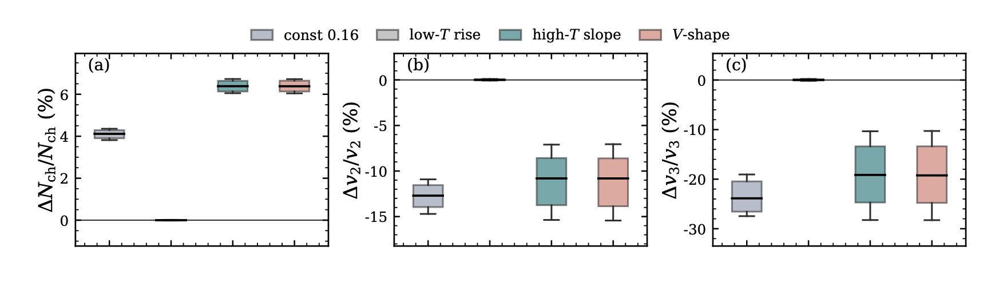 const 0.16 low-T rise high-T slope V-shape
(a)
ΔN_ch/N_ch (%)
6
4
2
0
(b)
Δv_2/v_2 (%)
0
-5
-10
-15
(c)
Δv_3/v_3 (%)
0
-10
-20
-30